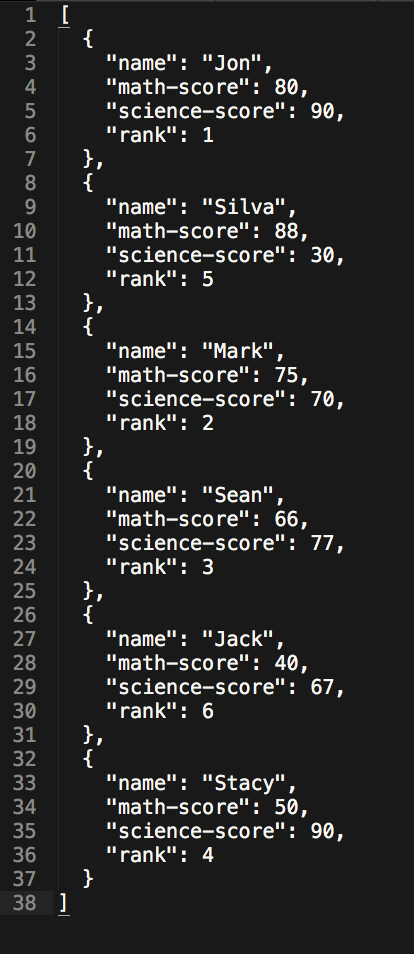 1 [
2 {
3 "name": "Jon",
4 "math-score": 80,
5 "science-score": 90,
6 "rank": 1
7 },
8 {
9 "name": "Silva",
10 "math-score": 88,
11 "science-score": 30,
12 "rank": 5
13 },
14 {
15 "name": "Mark",
16 "math-score": 75,
17 "science-score": 70,
18 "rank": 2
19 },
20 {
21 "name": "Sean",
22 "math-score": 66,
23 "science-score": 77,
24 "rank": 3
25 },
26 {
27 "name": "Jack",
28 "math-score": 40,
29 "science-score": 67,
30 "rank": 6
31 },
32 {
33 "name": "Stacy",
34 "math-score": 50,
35 "science-score": 90,
36 "rank": 4
37 }
38 ]